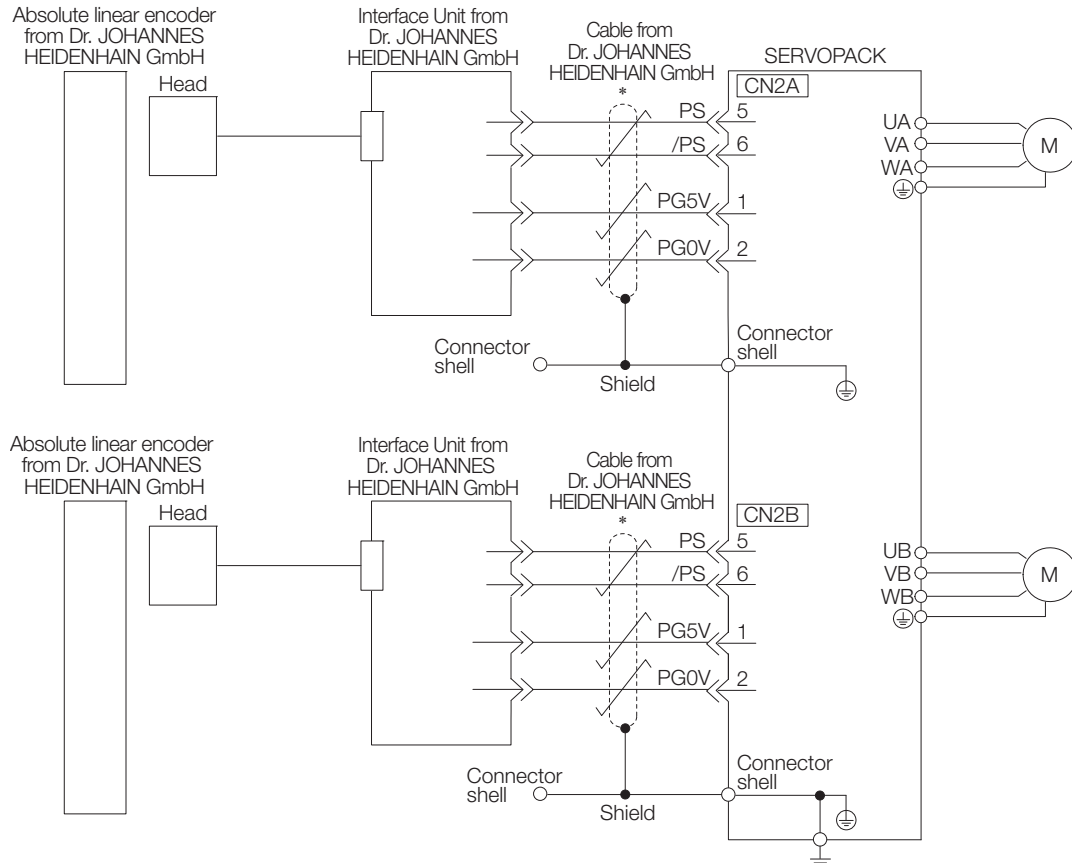 Absolute linear encoder
from Dr. JOHANNES
HEIDENHAIN GmbH
Head
Interface Unit from
Dr. JOHANNES
HEIDENHAIN GmbH
Cable from
Dr. JOHANNES
HEIDENHAIN GmbH
*
SERVOPACK
CN2A
PS 5
/PS 6
PG5V 1
PG0V 2
UA
VA
WA
M
Connector
shell
Shield
Connector
shell
Absolute linear encoder
from Dr. JOHANNES
HEIDENHAIN GmbH
Head
Interface Unit from
Dr. JOHANNES
HEIDENHAIN GmbH
Cable from
Dr. JOHANNES
HEIDENHAIN GmbH
*
CN2B
PS 5
/PS 6
PG5V 1
PG0V 2
UB
VB
WB
M
Connector
shell
Shield
Connector
shell